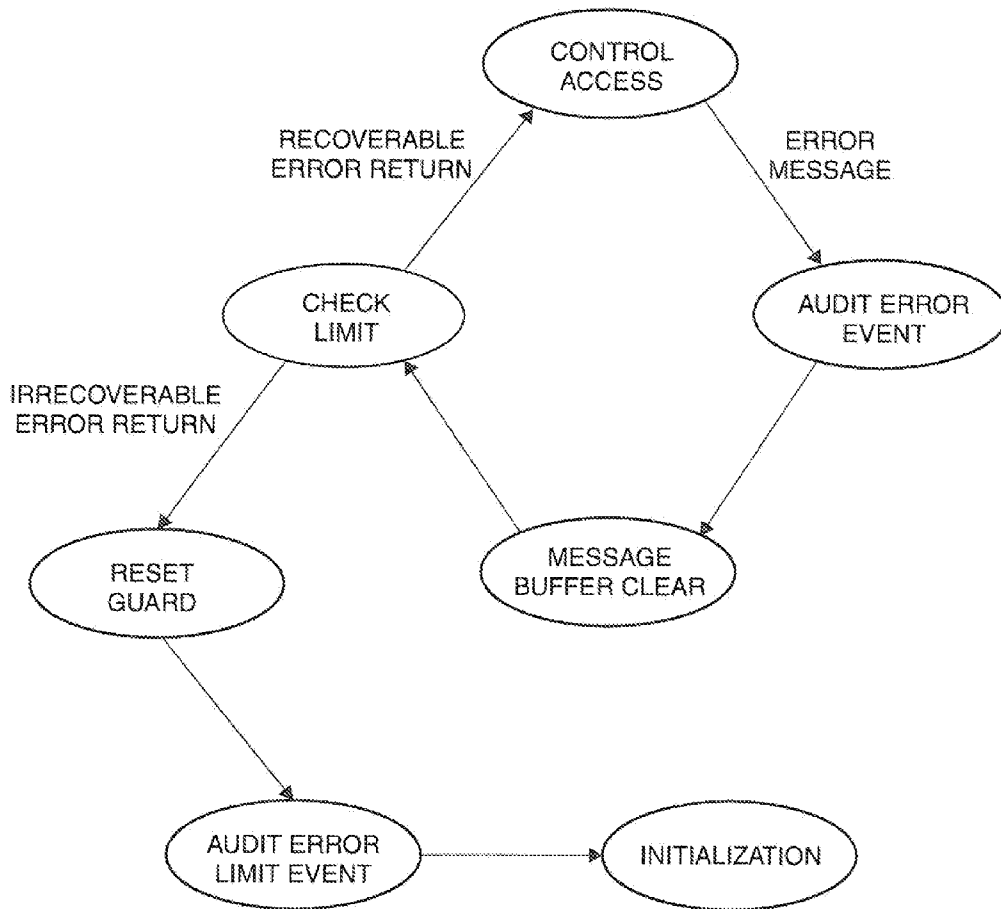 CONTROL
ACCESS
RECOVERABLE
ERROR RETURN
ERROR
MESSAGE
CHECK
LIMIT
AUDIT ERROR
EVENT
IRRECOVERABLE
ERROR RETURN
RESET
GUARD
MESSAGE
BUFFER CLEAR
AUDIT ERROR
LIMIT EVENT
INITIALIZATION